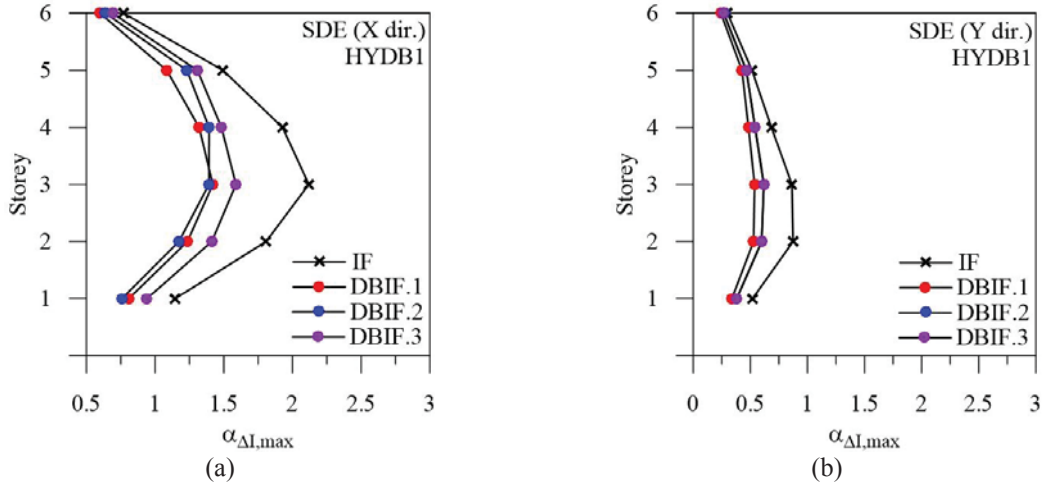 6
5
4
3
2
1
Storey
SDE (X dir.)
HYDB1
IF
DBIF.1
DBIF.2
DBIF.3
0.5 1 1.5 2 2.5 3
αΔI,max
(a)
6
5
4
3
2
1
Storey
SDE (Y dir.)
HYDB1
IF
DBIF.1
DBIF.2
DBIF.3
0 0.5 1 1.5 2 2.5 3
αΔI,max
(b)